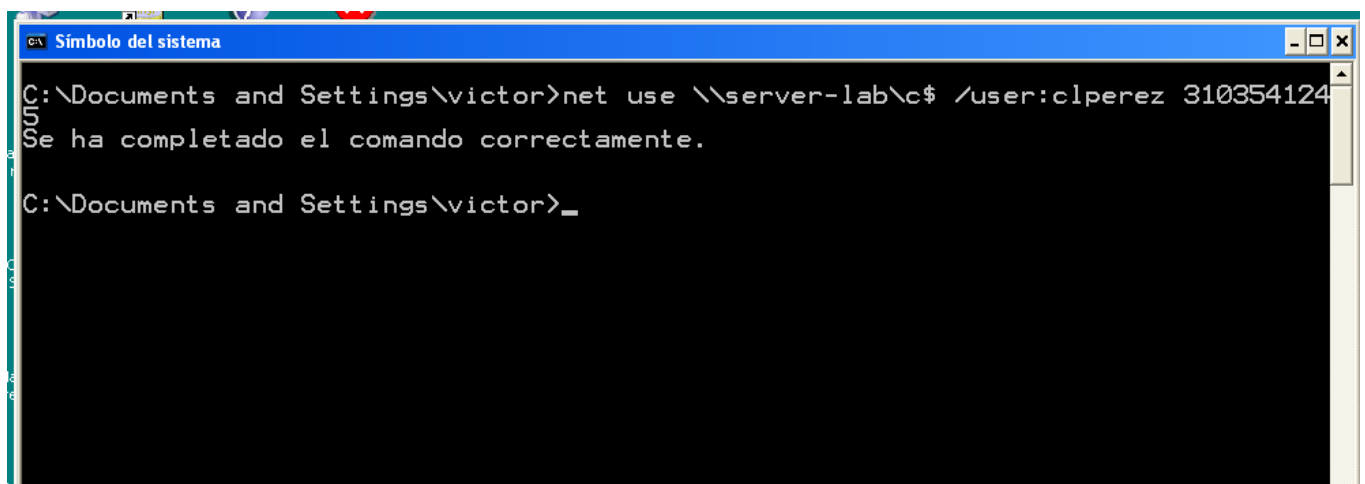 Símbolo del sistema
C:\Documents and Settings\victor>net use \\server-lab\c$ /user:clperez 310354124
5
Se ha completado el comando correctamente.
C:\Documents and Settings\victor>_